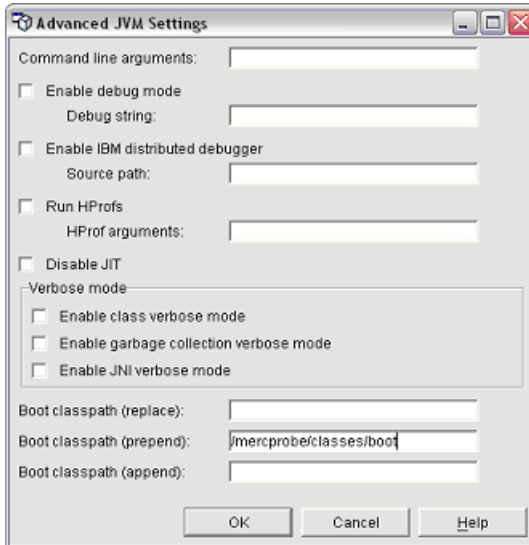 Advanced JVM Settings
Command line arguments:
Enable debug mode
Debug string:
Enable IBM distributed debugger
Source path:
Run HProfs
HProf arguments:
Disable JIT
Verbose mode
Enable class verbose mode
Enable garbage collection verbose mode
Enable JNI verbose mode
Boot classpath (replace):
Boot classpath (prepend): /mercprobe/classes/boot
Boot classpath (append):
OK Cancel Help